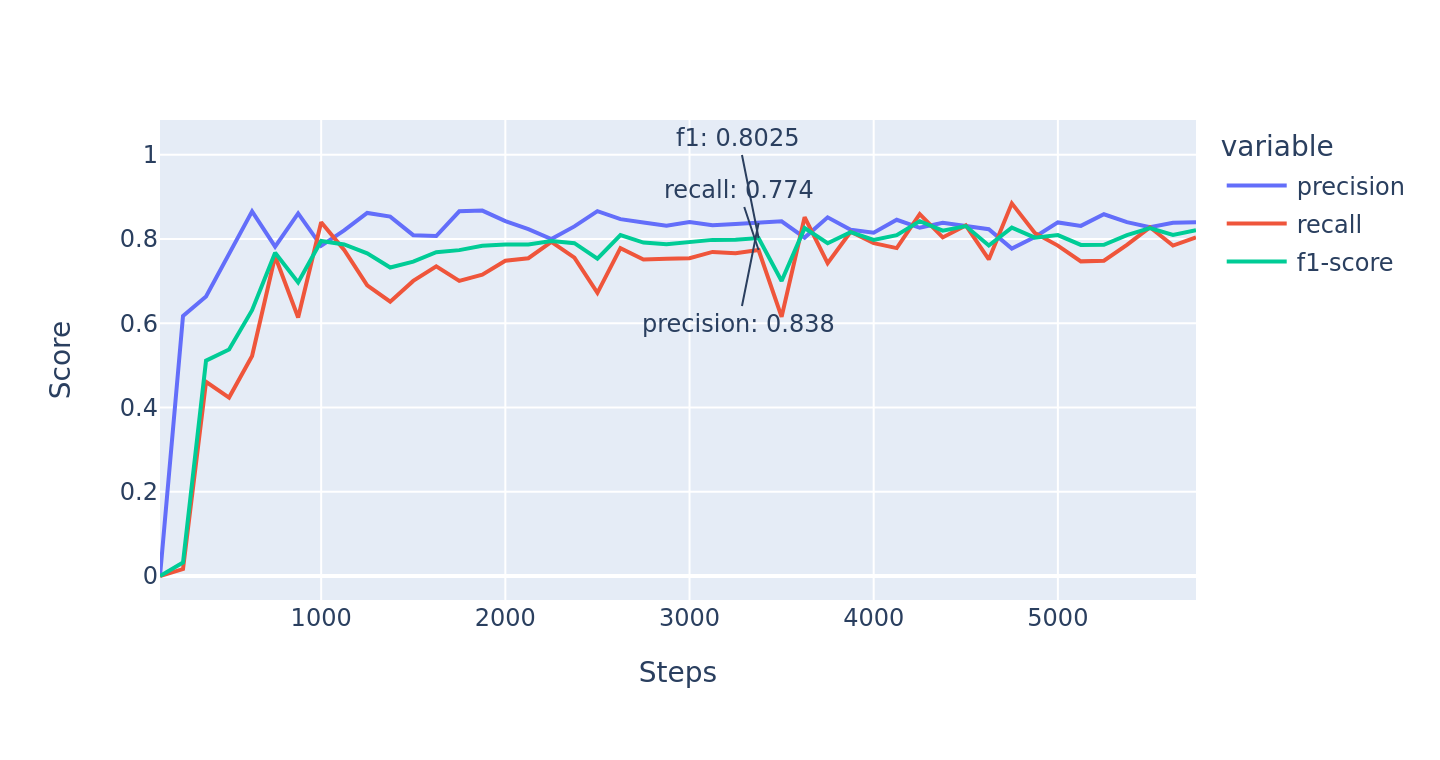 f1: 0.8025
recall: 0.774
precision: 0.838
1
0.8
0.6
0.4
0.2
0
Score
1000
2000
3000
4000
5000
Steps
variable
precision
recall
f1-score